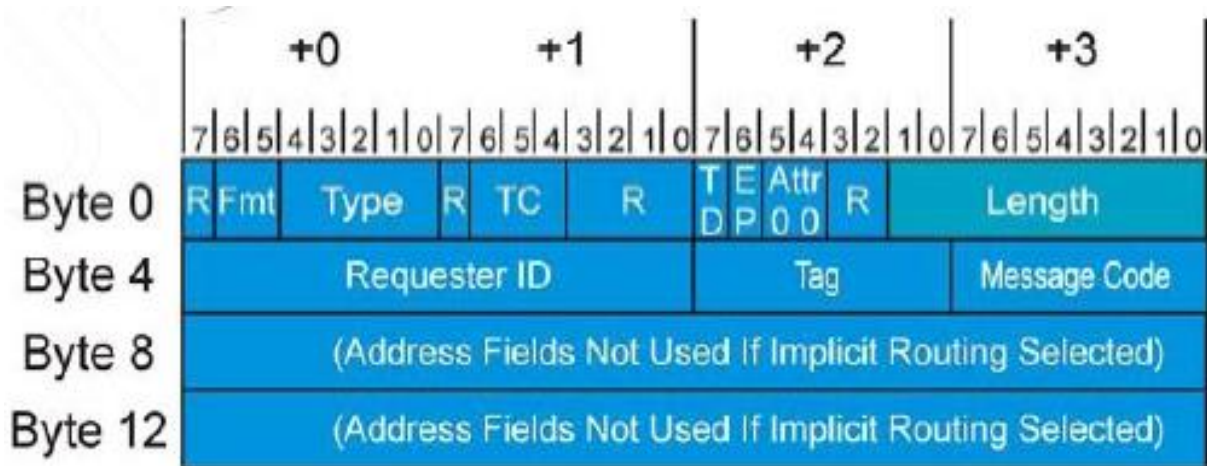 +0 +1 +2 +3
7 6 5 4 3 2 1 0 7 6 5 4 3 2 1 0 7 6 5 4 3 2 1 0 7 6 5 4 3 2 1 0
Byte 0 R Fmt Type R TC R TD EP Attr 0 0 R Length
Byte 4 Requester ID Tag Message Code
Byte 8 (Address Fields Not Used If Implicit Routing Selected)
Byte 12 (Address Fields Not Used If Implicit Routing Selected)